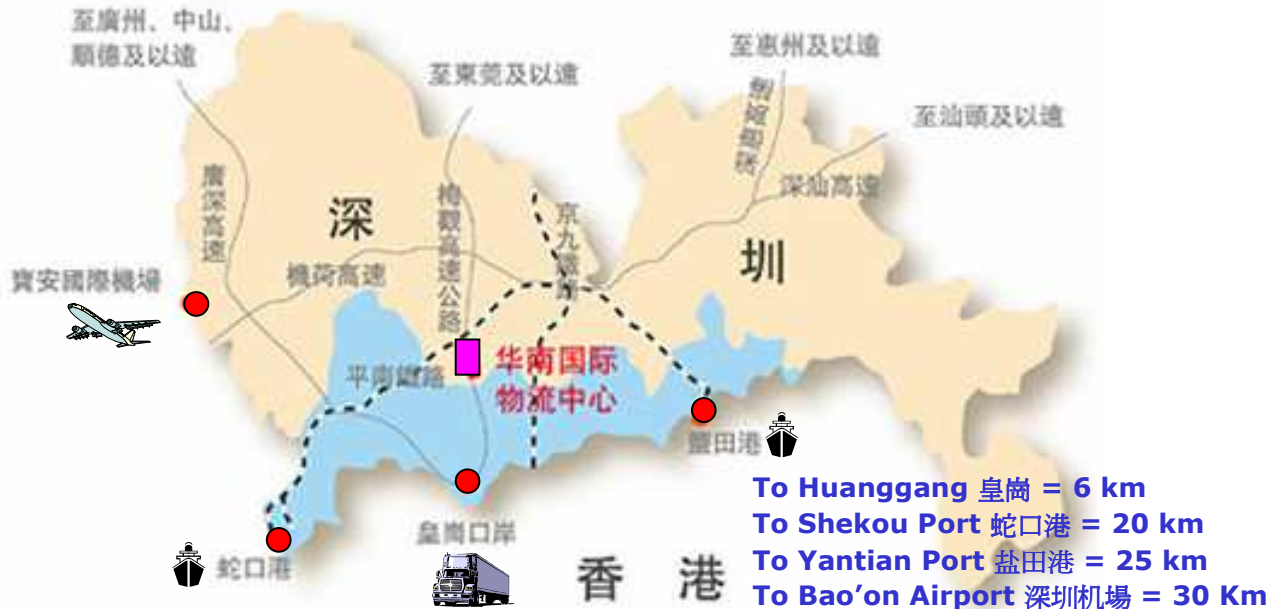 至廣州、中山、
順德及以遠
至東莞及以遠
至惠州及以遠
至汕頭及以遠
深汕高速
廣深高速
梅觀高速公路
京九鐵路
深
圳
機荷高速
寶安國際機場
平南鐵路
华南国际
物流中心
鹽田港
皇崗口岸
蛇口港
香港
To Huanggang 皇崗 = 6 km
To Shekou Port 蛇口港 = 20 km
To Yantian Port 盐田港 = 25 km
To Bao'on Airport 深圳机場 = 30 Km